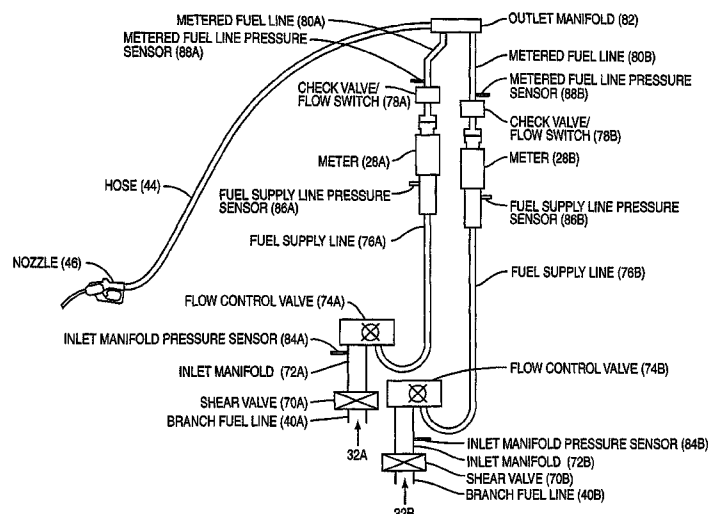 METERED FUEL LINE (80A)
OUTLET MANIFOLD (82)
METERED FUEL LINE PRESSURE
SENSOR (88A)
METERED FUEL LINE (80B)
METERED FUEL LINE PRESSURE
SENSOR (88B)
CHECK VALVE/
FLOW SWITCH (78A)
CHECK VALVE/
FLOW SWITCH (78B)
METER (28A)
METER (28B)
HOSE (44)
FUEL SUPPLY LINE PRESSURE
SENSOR (86A)
FUEL SUPPLY LINE PRESSURE
SENSOR (86B)
FUEL SUPPLY LINE (76A)
NOZZLE (46)
FUEL SUPPLY LINE (76B)
FLOW CONTROL VALVE (74A)
INLET MANIFOLD PRESSURE SENSOR (84A)
INLET MANIFOLD (72A)
FLOW CONTROL VALVE (74B)
SHEAR VALVE (70A)
BRANCH FUEL LINE (40A)
32A
INLET MANIFOLD PRESSURE SENSOR (84B)
INLET MANIFOLD (72B)
SHEAR VALVE (70B)
BRANCH FUEL LINE (40B)
32B